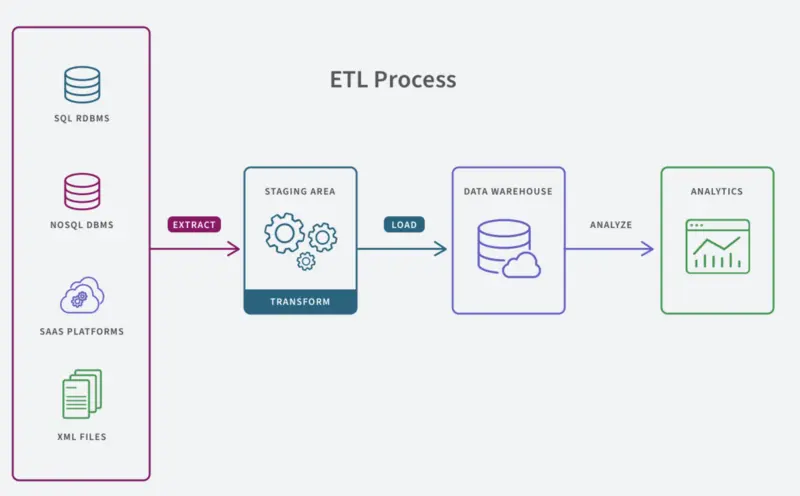 ETL Process
SQL RDBMS
NOSQL DBMS
SAAS PLATFORMS
XML FILES
EXTRACT
STAGING AREA
TRANSFORM
LOAD
DATA WAREHOUSE
ANALYZE
ANALYTICS